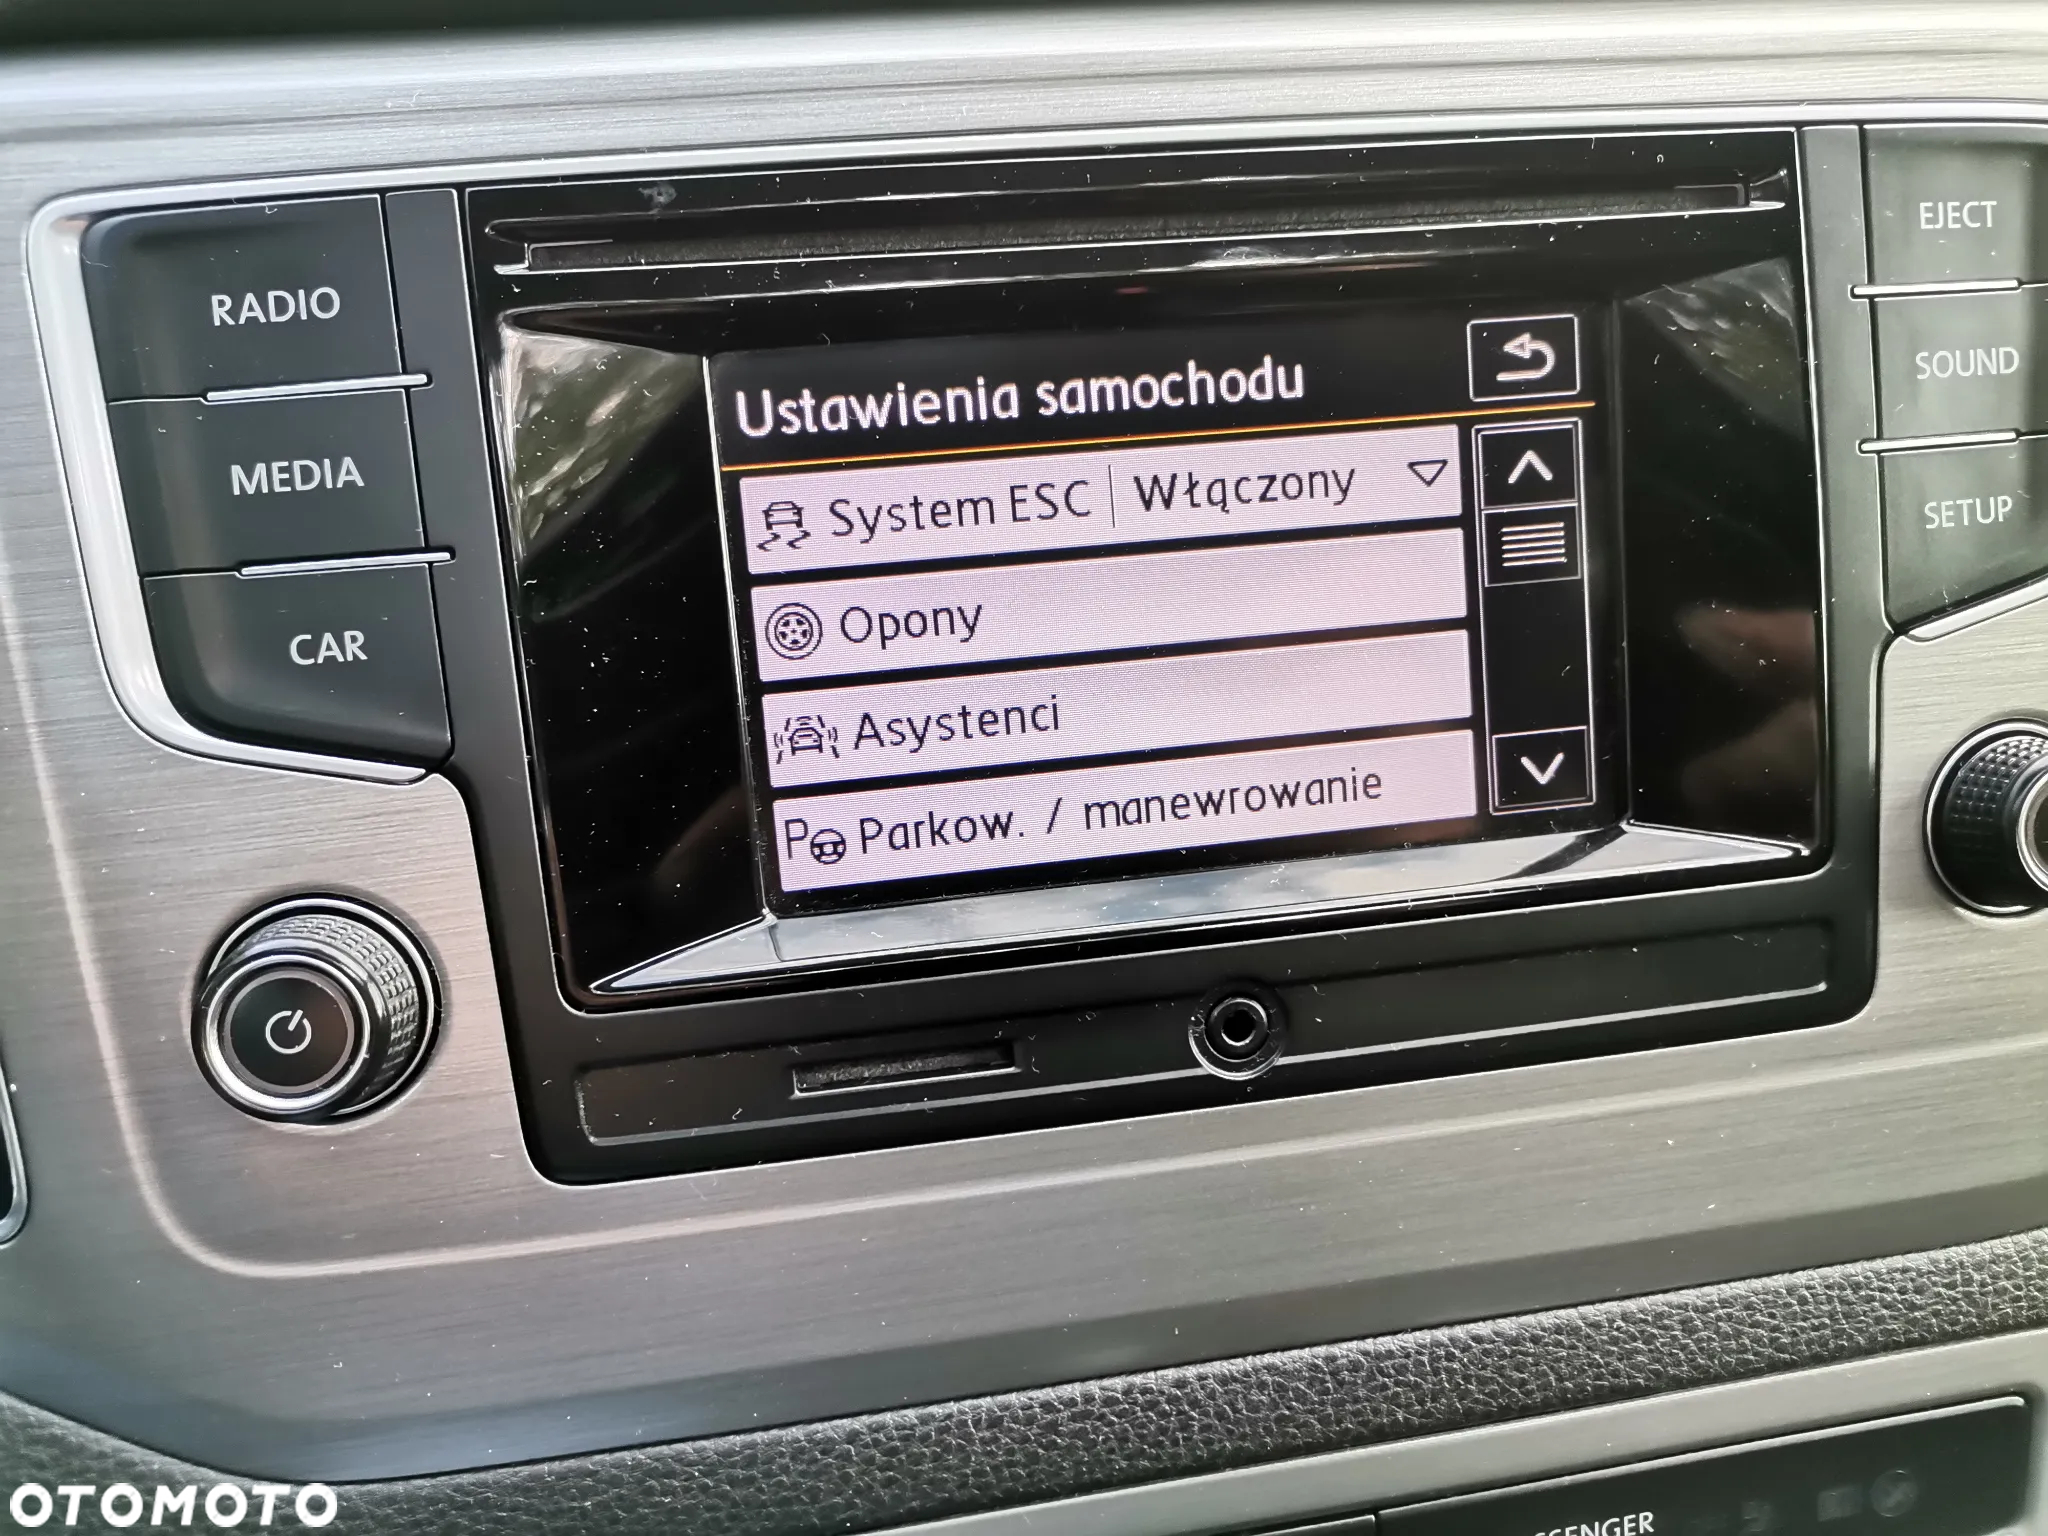 RADIO
MEDIA
CAR
EJECT
SOUND
SETUP
Ustawienia samochodu
System ESC Włączony
Opony
Asystenci
P Parkow. / manewrowanie
OTOMOTO